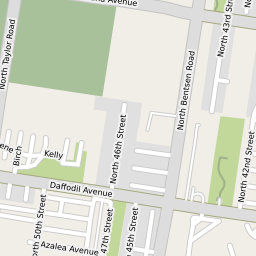 Avenue
North Taylor Road
North 43rd Street
North Bentsen Road
North 46th Street
Birch
Kelly
North 42nd Street
Daffodil Avenue
North 50th Street
47th Street
North 45th Street
Azalea Avenue